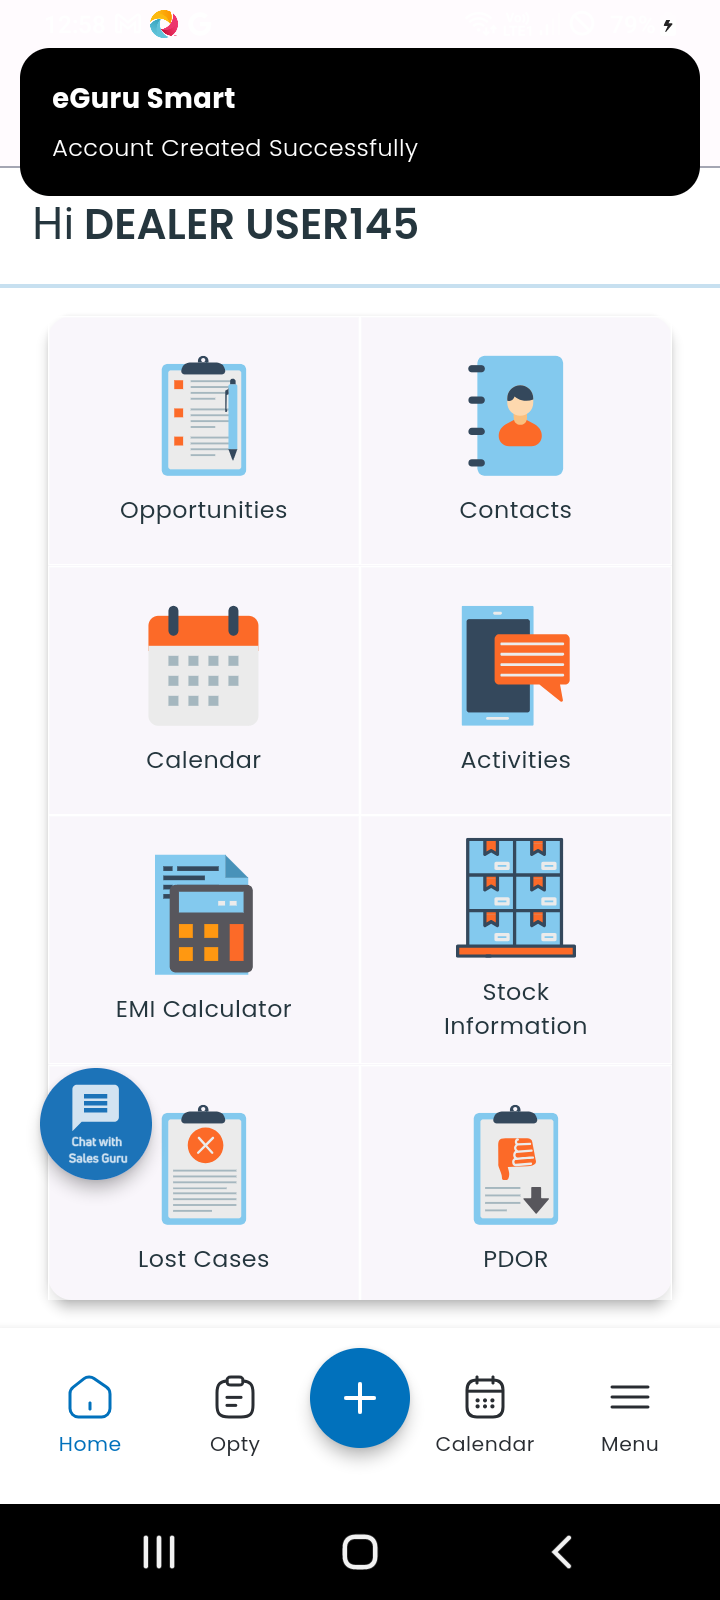 eGuru Smart
Account Created Successfully
Hi DEALER USER145
Opportunities
Contacts
Calendar
Activities
EMI Calculator
Stock
Information
Chat with
Sales Guru
Lost Cases
PDOR
Home
Opty
Calendar
Menu